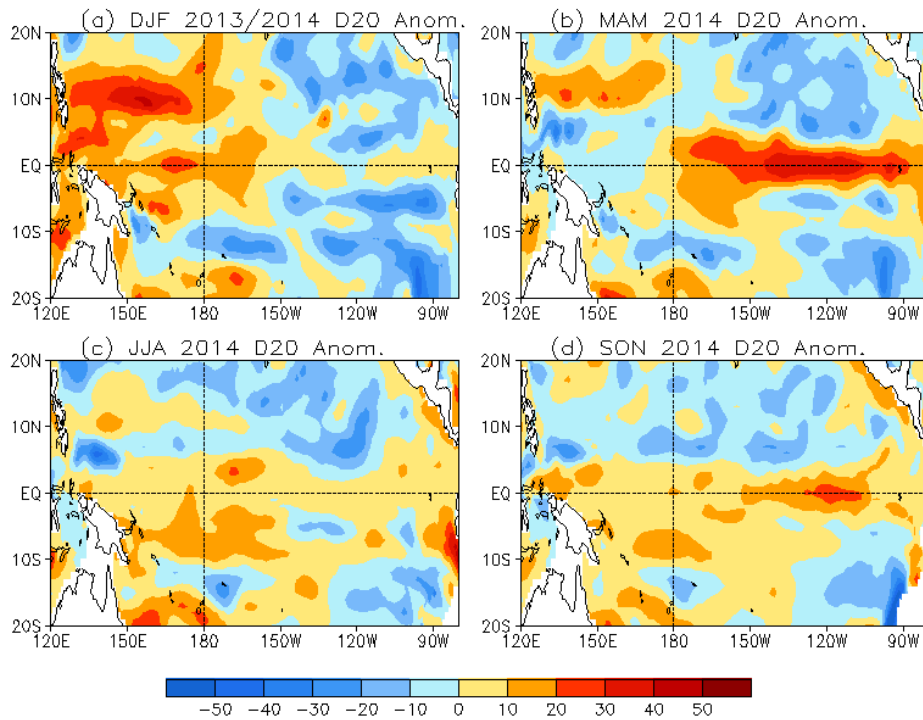 (a) DJF 2013/2014 D20 Anom.
(b) MAM 2014 D20 Anom.
20N 20N
10N 10N
EQ EQ
10S 10S
20S 20S
120E 150E 180 150W 120W 90W 120E 150E 180 150W 120W 90W
(c) JJA 2014 D20 Anom.
(d) SON 2014 D20 Anom.
20N 20N
10N 10N
EQ EQ
10S 10S
20S 20S
120E 150E 180 150W 120W 90W 120E 150E 180 150W 120W 90W
-50 -40 -30 -20 -10 0 10 20 30 40 50